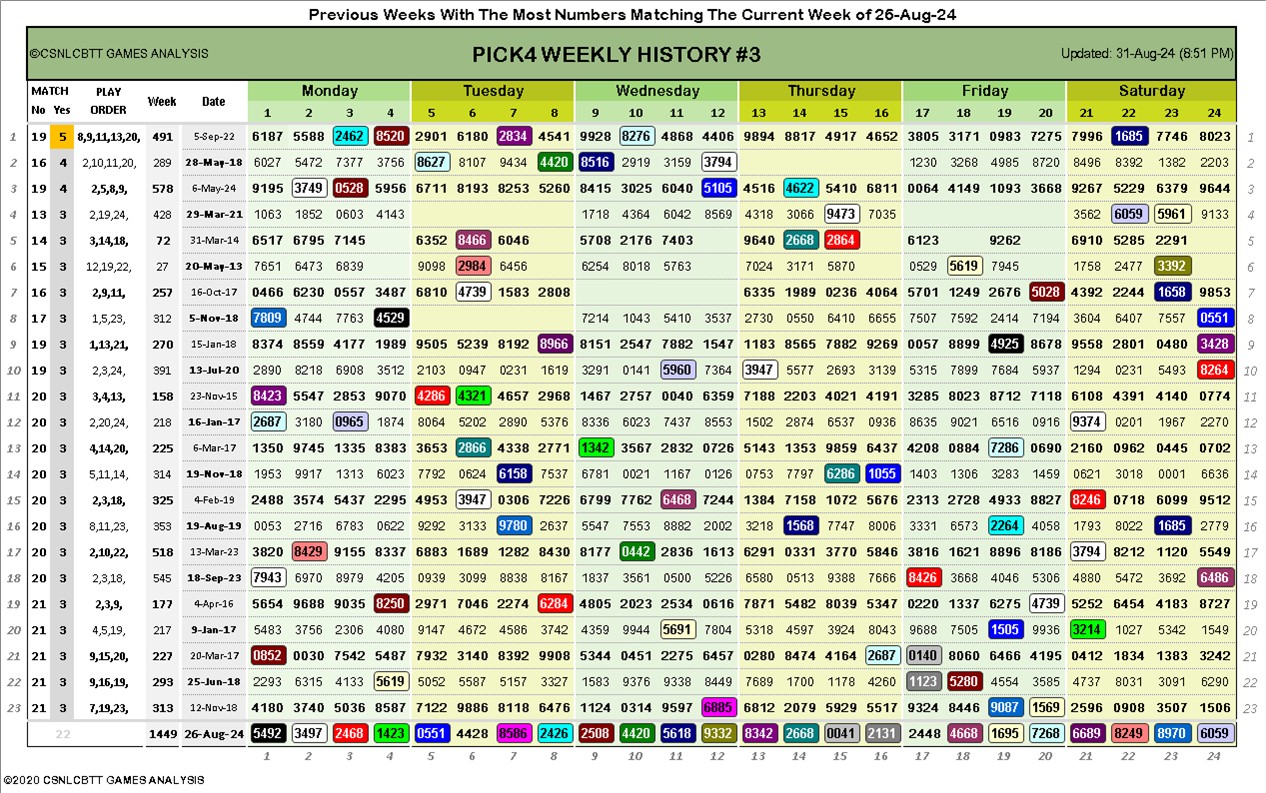 Previous Weeks With The Most Numbers Matching The Current Week of 26-Aug-24
©CSNLCBTT GAMES ANALYSIS PICK4 WEEKLY HISTORY #3 Updated: 31-Aug-24 (8:51 PM)
MATCH PLAY Week Date Monday Tuesday Wednesday Thursday Friday Saturday
No Yes ORDER 1 2 3 4 5 6 7 8 9 10 11 12 13 14 15 16 17 18 19 20 21 22 23 24
1 19 5 8,9,11,13,20, 491 5-Sep-22 6187 5588 2462 8520 2901 6180 2834 4541 9928 8276 4868 4406 9894 8817 4917 4652 3805 3171 0983 7275 7996 1685 7746 8023 1
2 16 4 2,10,11,20, 289 28-May-18 6027 5472 7377 3756 8627 8107 9434 4420 8516 2919 3159 3794 1230 3268 4985 8720 8496 8392 1382 2203 2
3 19 4 2,5,8,9, 578 6-May-24 9195 3749 0528 5956 6711 8193 8253 5260 8415 3025 6040 5105 4516 4622 5410 6811 0064 4149 1093 3668 9267 5229 6379 9644 3
4 13 3 2,19,24, 428 29-Mar-21 1063 1852 0603 4143 1718 4364 6042 8569 4318 3066 9473 7035 3562 6059 5961 9133 4
5 14 3 3,14,18, 72 31-Mar-14 6517 6795 7145 6352 8466 6046 5708 2176 7403 9640 2668 2864 6123 9262 6910 5285 2291 5
6 15 3 12,19,22, 27 20-May-13 7651 6473 6839 9098 2984 6456 6254 8018 5763 7024 3171 5870 0529 5619 7945 1758 2477 3392 6
7 16 3 2,9,11, 257 16-Oct-17 0466 6230 0557 3487 6810 4739 1583 2808 6335 1989 0236 4064 5701 1249 2676 5028 4392 2244 1658 9853 7
8 17 3 1,5,23, 312 5-Nov-18 7809 4744 7763 4529 7214 1043 5410 3537 2730 0550 6410 6655 7507 7592 2414 7194 3604 6407 7557 0551 8
9 19 3 1,13,21, 270 15-Jan-18 8374 8559 4177 1989 9505 5239 8192 8966 8151 2547 7882 1547 1183 8565 7882 9269 0057 8899 4925 8678 9558 2801 0480 3428 9
10 19 3 2,3,24, 391 13-Jul-20 2890 8218 6908 3512 2103 0947 0231 1619 3291 0141 5960 7364 3947 5577 2693 3139 5315 7899 7684 5937 1294 0231 5493 8264 10
11 20 3 3,4,13, 158 23-Nov-15 8423 5547 2853 9070 4286 4321 4657 2968 1467 2757 0040 6359 7188 2203 4021 4191 3285 8023 8712 7118 6108 4391 4140 0774 11
12 20 3 2,20,24, 218 16-Jan-17 2687 3180 0965 1874 8064 5202 2890 5376 8336 6023 7437 8553 1502 2874 6537 0936 8635 9021 6516 0916 9374 0201 1967 2270 12
13 20 3 4,14,20, 225 6-Mar-17 1350 9745 1335 8383 3653 2866 4338 2771 1342 3567 2832 0726 5143 1353 9859 6437 4208 0884 7286 0690 2160 0962 0445 0702 13
14 20 3 5,11,14, 314 19-Nov-18 1953 9917 1313 6023 7792 0624 6158 7537 6781 0021 1167 0126 0753 7797 6286 1055 1403 1306 3283 1459 0621 3018 0001 6636 14
15 20 3 2,3,18, 325 4-Feb-19 2488 3574 5437 2295 4953 3947 0306 7226 6799 7762 6468 7244 1384 7158 1072 5676 2313 2728 4933 8827 8246 0718 6099 9512 15
16 20 3 8,11,23, 353 19-Aug-19 0053 2716 6783 0622 9292 3133 9780 2637 5547 7553 8882 2002 3218 1568 7747 8006 3331 6573 2264 4058 1793 8022 1685 2779 16
17 20 3 2,10,22, 518 13-Mar-23 3820 8429 9155 8337 6883 1689 1282 8430 8177 0442 2836 1613 6291 0331 3770 5846 3816 1621 8896 8186 3794 8212 1120 5549 17
18 20 3 2,3,18, 545 18-Sep-23 7943 6970 8979 4205 0939 3099 8838 8167 1837 3561 0500 5226 6580 0513 9388 7666 8426 3668 4046 5306 4880 5472 3692 6486 18
19 21 3 2,3,9, 177 4-Apr-16 5654 9688 9035 8250 2971 7046 2274 6284 4805 2023 2534 0616 7871 5482 8039 5347 0220 1337 6275 4739 5252 6454 4183 8727 19
20 21 3 4,5,19, 217 9-Jan-17 5483 3756 2306 4080 9147 4672 4586 3742 4359 9944 5691 7804 5318 4597 3924 8043 9688 7505 1505 9936 3214 1027 5342 1549 20
21 21 3 9,15,20, 227 20-Mar-17 0852 0030 7542 5487 7932 3140 8392 9908 5344 0451 2275 6457 0280 8474 4164 2687 0140 8060 6466 4195 0412 1834 1383 3242 21
22 21 3 9,16,19, 293 25-Jun-18 2293 6315 4133 5619 5052 5587 5157 3327 1583 9376 9338 8449 7689 1700 1178 4260 1123 5280 4554 3585 4737 8031 3091 6290 22
23 21 3 7,19,23, 313 12-Nov-18 4180 3740 5036 8587 7122 9886 8118 6476 1124 0314 9597 6885 6812 2079 5929 5517 9324 8446 9087 1569 2596 0908 3507 1506 23
22 1449 26-Aug-24 5492 3497 2468 1423 0551 4428 8586 2426 2508 4420 5618 9332 8342 2668 0041 2131 2448 4668 1695 7268 6689 8249 8970 6059
1 2 3 4 5 6 7 8 9 10 11 12 13 14 15 16 17 18 19 20 21 22 23 24
©2020 CSNLCBTT GAMES ANALYSIS